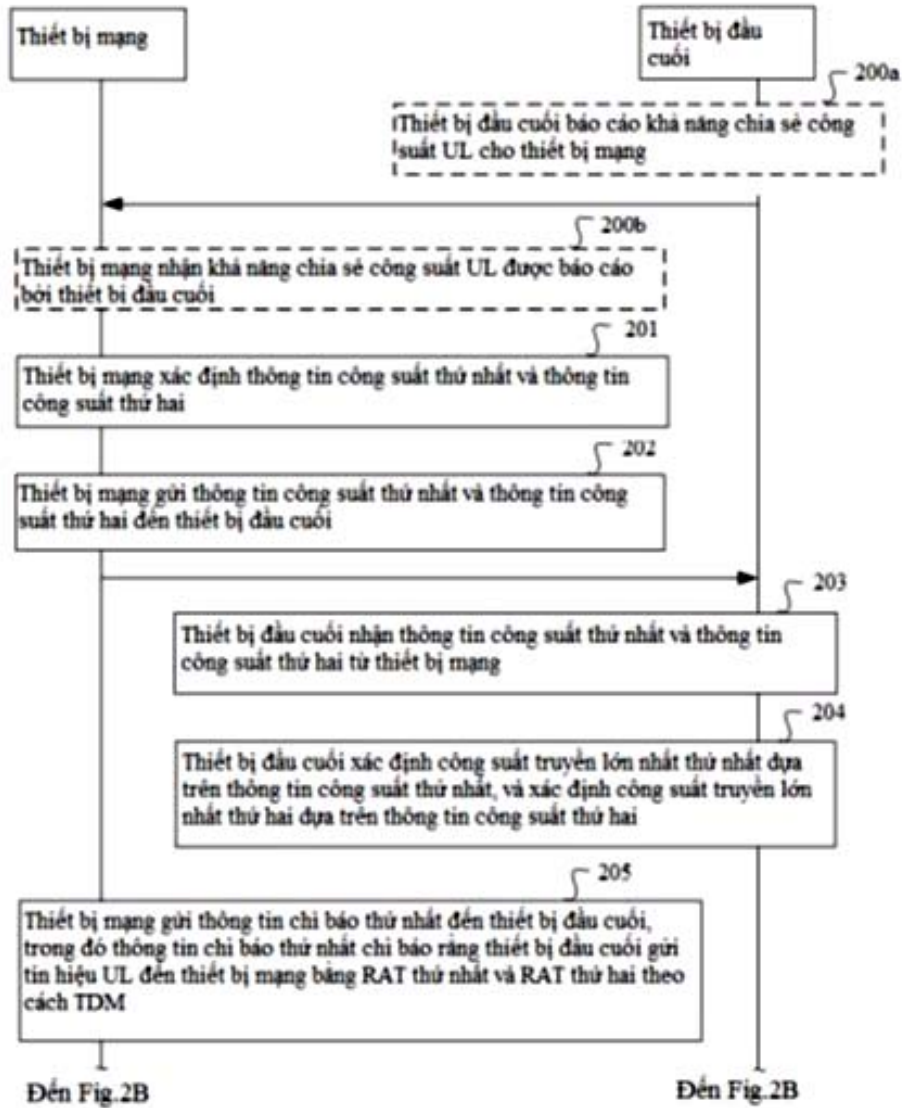 Thiết bị mạng
Thiết bị đầu
cuối
200a
Thiết bị đầu cuối báo cáo khả năng chia sẻ công
suất UL cho thiết bị mạng
200b
Thiết bị mạng nhận khả năng chia sẻ công suất UL được báo cáo
bởi thiết bị đầu cuối
201
Thiết bị mạng xác định thông tin công suất thứ nhất và thông tin
công suất thứ hai
202
Thiết bị mạng gửi thông tin công suất thứ nhất và thông tin công
suất thứ hai đến thiết bị đầu cuối
203
Thiết bị đầu cuối nhận thông tin công suất thứ nhất và thông tin
công suất thứ hai từ thiết bị mạng
204
Thiết bị đầu cuối xác định công suất truyền lớn nhất thứ nhất dựa
trên thông tin công suất thứ nhất, và xác định công suất truyền lớn
nhất thứ hai dựa trên thông tin công suất thứ hai
205
Thiết bị mạng gửi thông tin chỉ báo thứ nhất đến thiết bị đầu cuối,
trong đó thông tin chỉ báo thứ nhất chỉ báo rằng thiết bị đầu cuối gửi
tín hiệu UL đến thiết bị mạng bằng RAT thứ nhất và RAT thứ hai theo
cách TDM
Đến Fig.2B
Đến Fig.2B